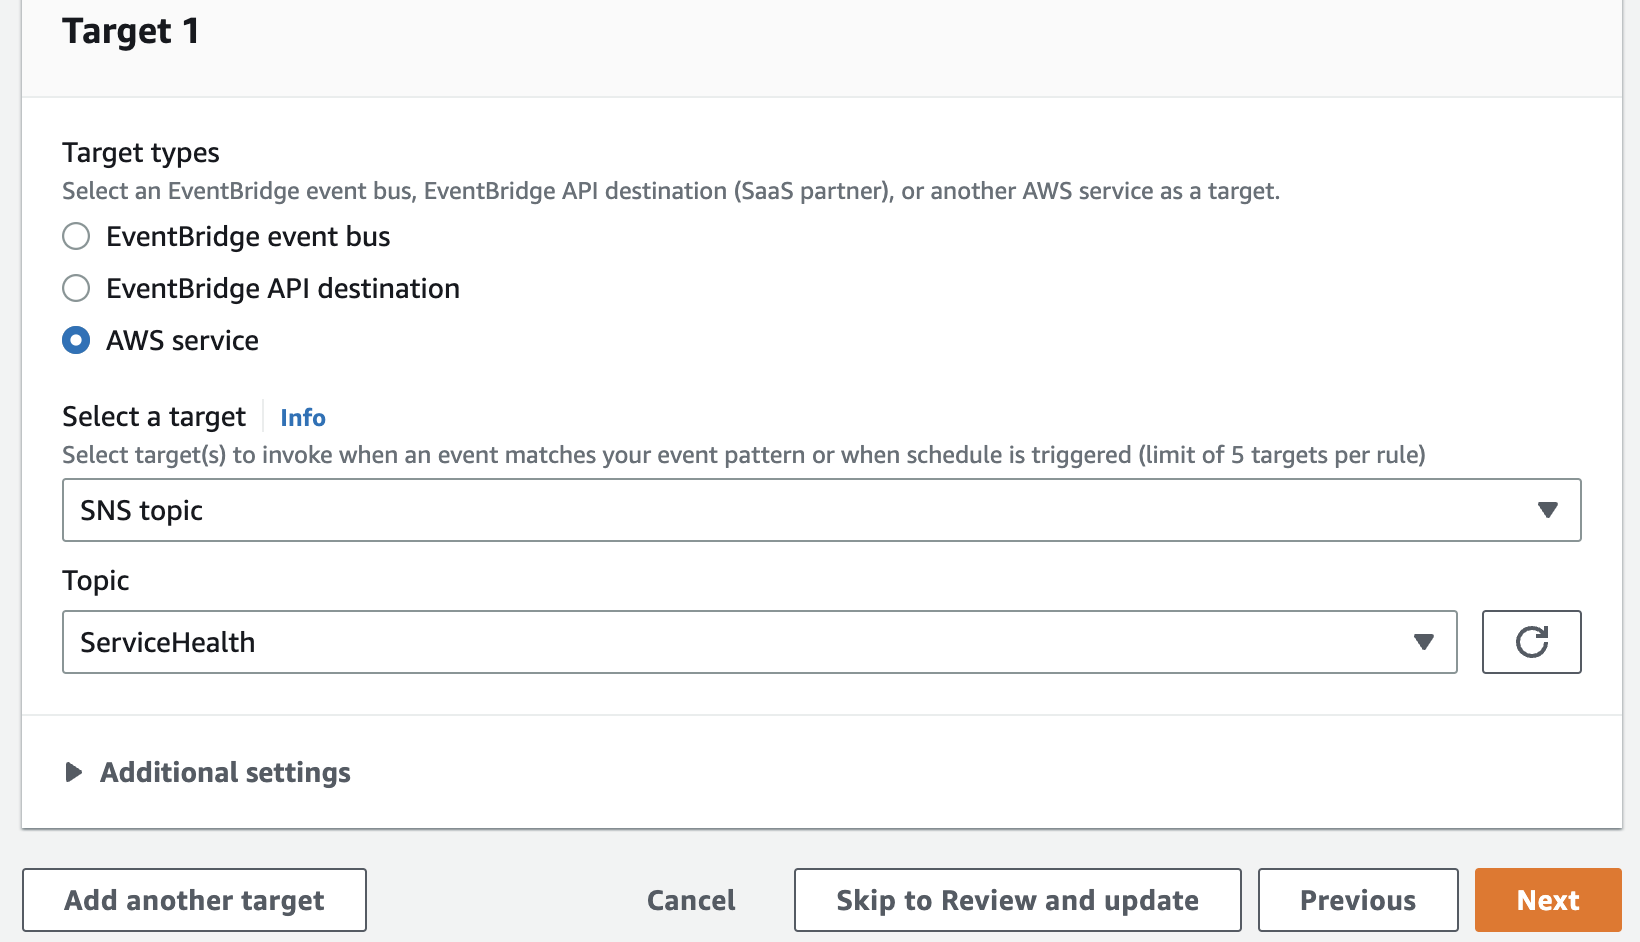 Target 1
Target types
Select an EventBridge event bus, EventBridge API destination (SaaS partner), or another AWS service as a target.
EventBridge event bus
EventBridge API destination
AWS service
Select a target Info
Select target(s) to invoke when an event matches your event pattern or when schedule is triggered (limit of 5 targets per rule)
SNS topic
Topic
ServiceHealth
Additional settings
Add another target Cancel Skip to Review and update Previous Next